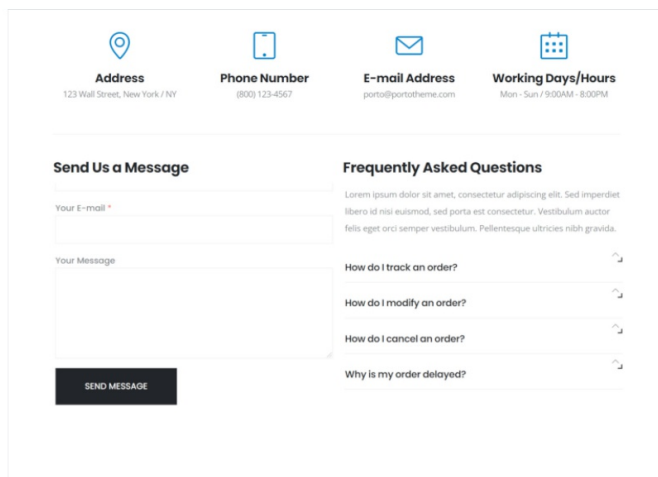 Address
123 Wall Street, New York / NY
Phone Number
(800) 123-4567
E-mail Address
porto@portotheme.com
Working Days/Hours
Mon - Sun / 9:00AM - 8:00PM
Send Us a Message
Your E-mail *
Your Message
SEND MESSAGE
Frequently Asked Questions
Lorem ipsum dolor sit amet, consectetur adipiscing elit. Sed imperdiet
libero id nisi euismod, sed porta est consectetur. Vestibulum auctor
felis eget orci semper vestibulum. Pellentesque ultricies nibh gravida.
How do I track an order?
How do I modify an order?
How do I cancel an order?
Why is my order delayed?